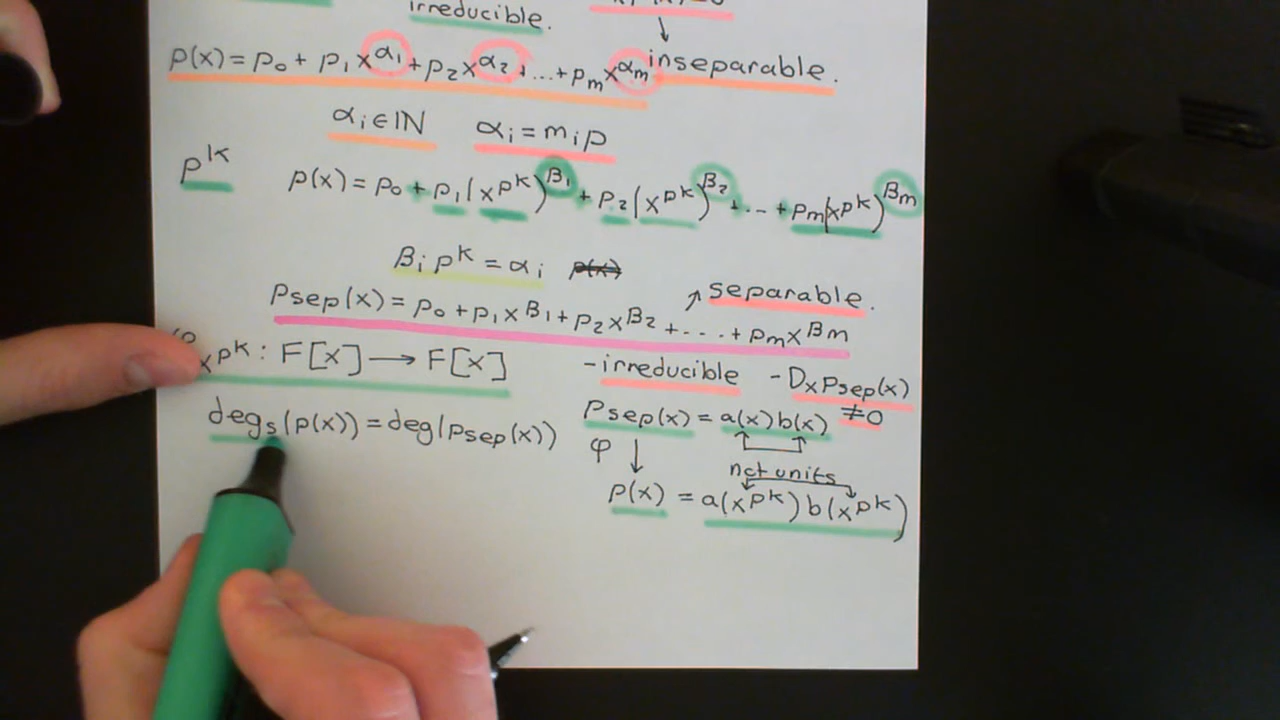 irreducible.
p(x) = p₀ + p₁x^α₁ + p₂x^α₂ + ... + pₘx^αₘ
inseparable.
αᵢ ∈ ℕ αᵢ = mᵢp
p^k p(x) = p₀ + p₁(x^p^k)^β₁ + p₂(x^p^k)^β₂ + ... + pₘ(x^p^k)^βₘ
βᵢ p^k = αᵢ
↗ separable.
Psep(x) = p₀ + p₁x^β₁ + p₂x^β₂ + .... + pₘx^βm
x^p^k : F[x] → F[x]
- irreducible - DₓPsep(x) ≠0
degₛ(p(x)) = deg(psep(x))
Psep(x) = a(x)b(x)
φ ↓ not units
p(x) = a(x^p^k) b(x^p^k)